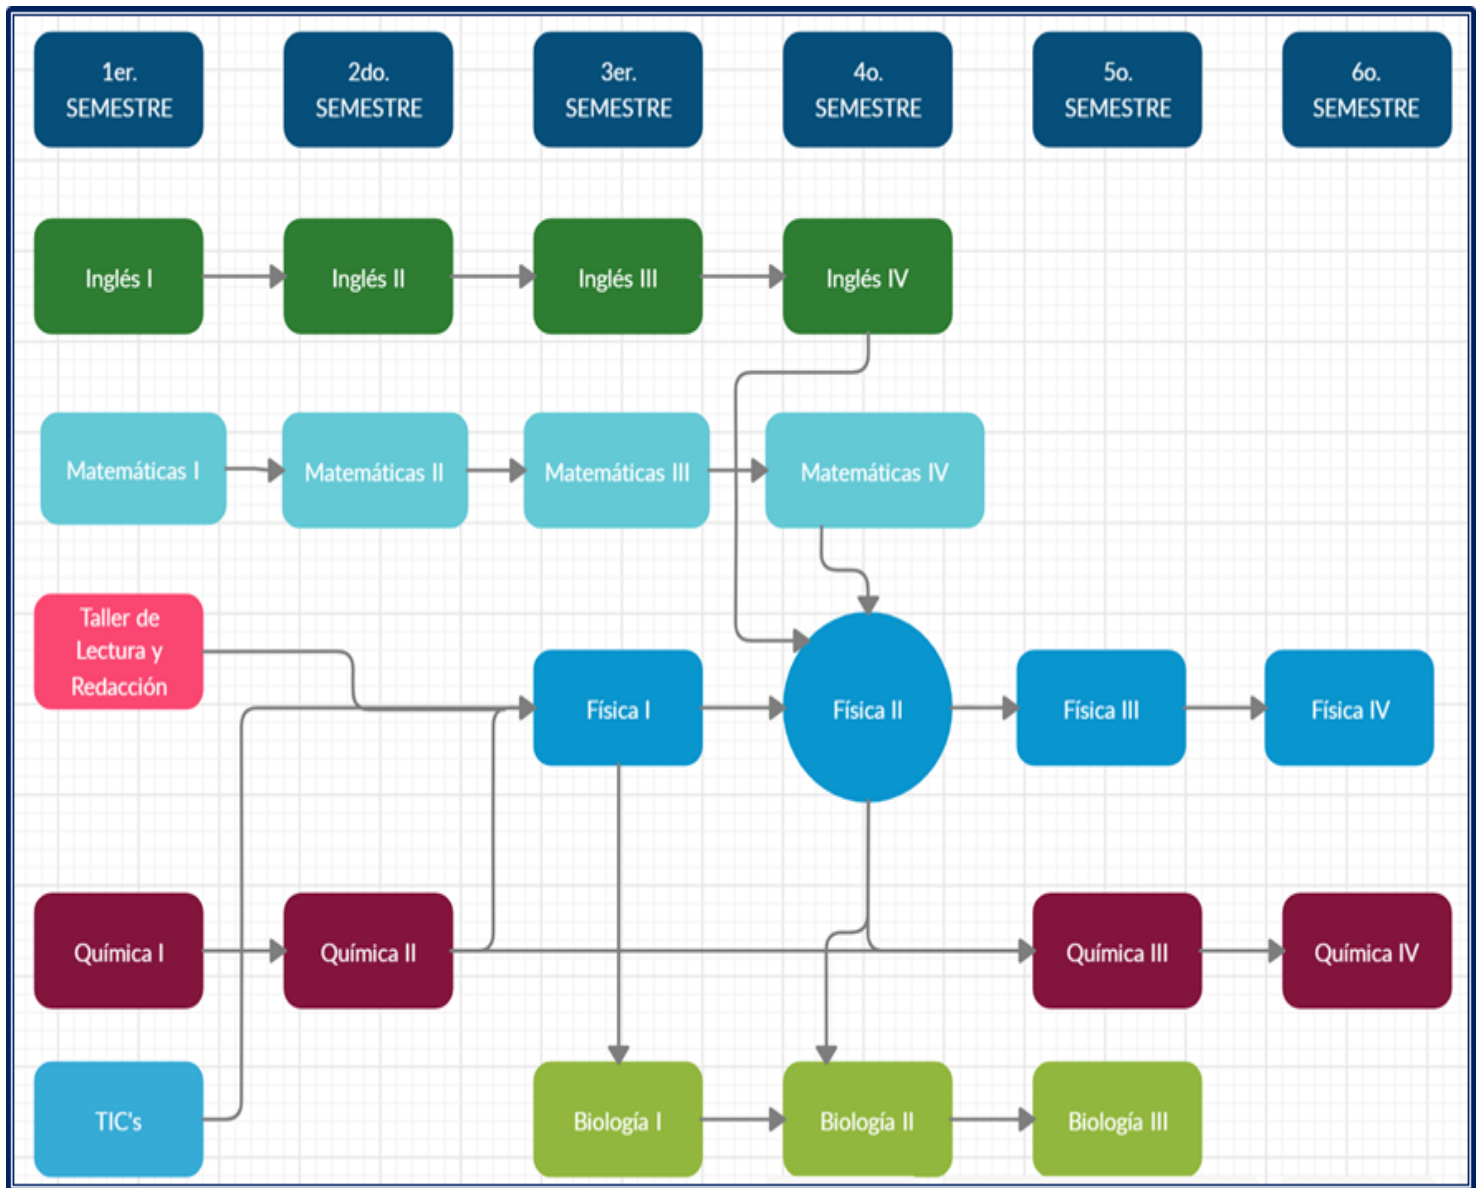 1er.
SEMESTRE
2do.
SEMESTRE
3er.
SEMESTRE
4o.
SEMESTRE
5o.
SEMESTRE
6o.
SEMESTRE
Inglés I
Inglés II
Inglés III
Inglés IV
Matemáticas I
Matemáticas II
Matemáticas III
Matemáticas IV
Taller de
Lectura y
Redacción
Física I
Física II
Física III
Física IV
Química I
Química II
Química III
Química IV
TIC's
Biología I
Biología II
Biología III